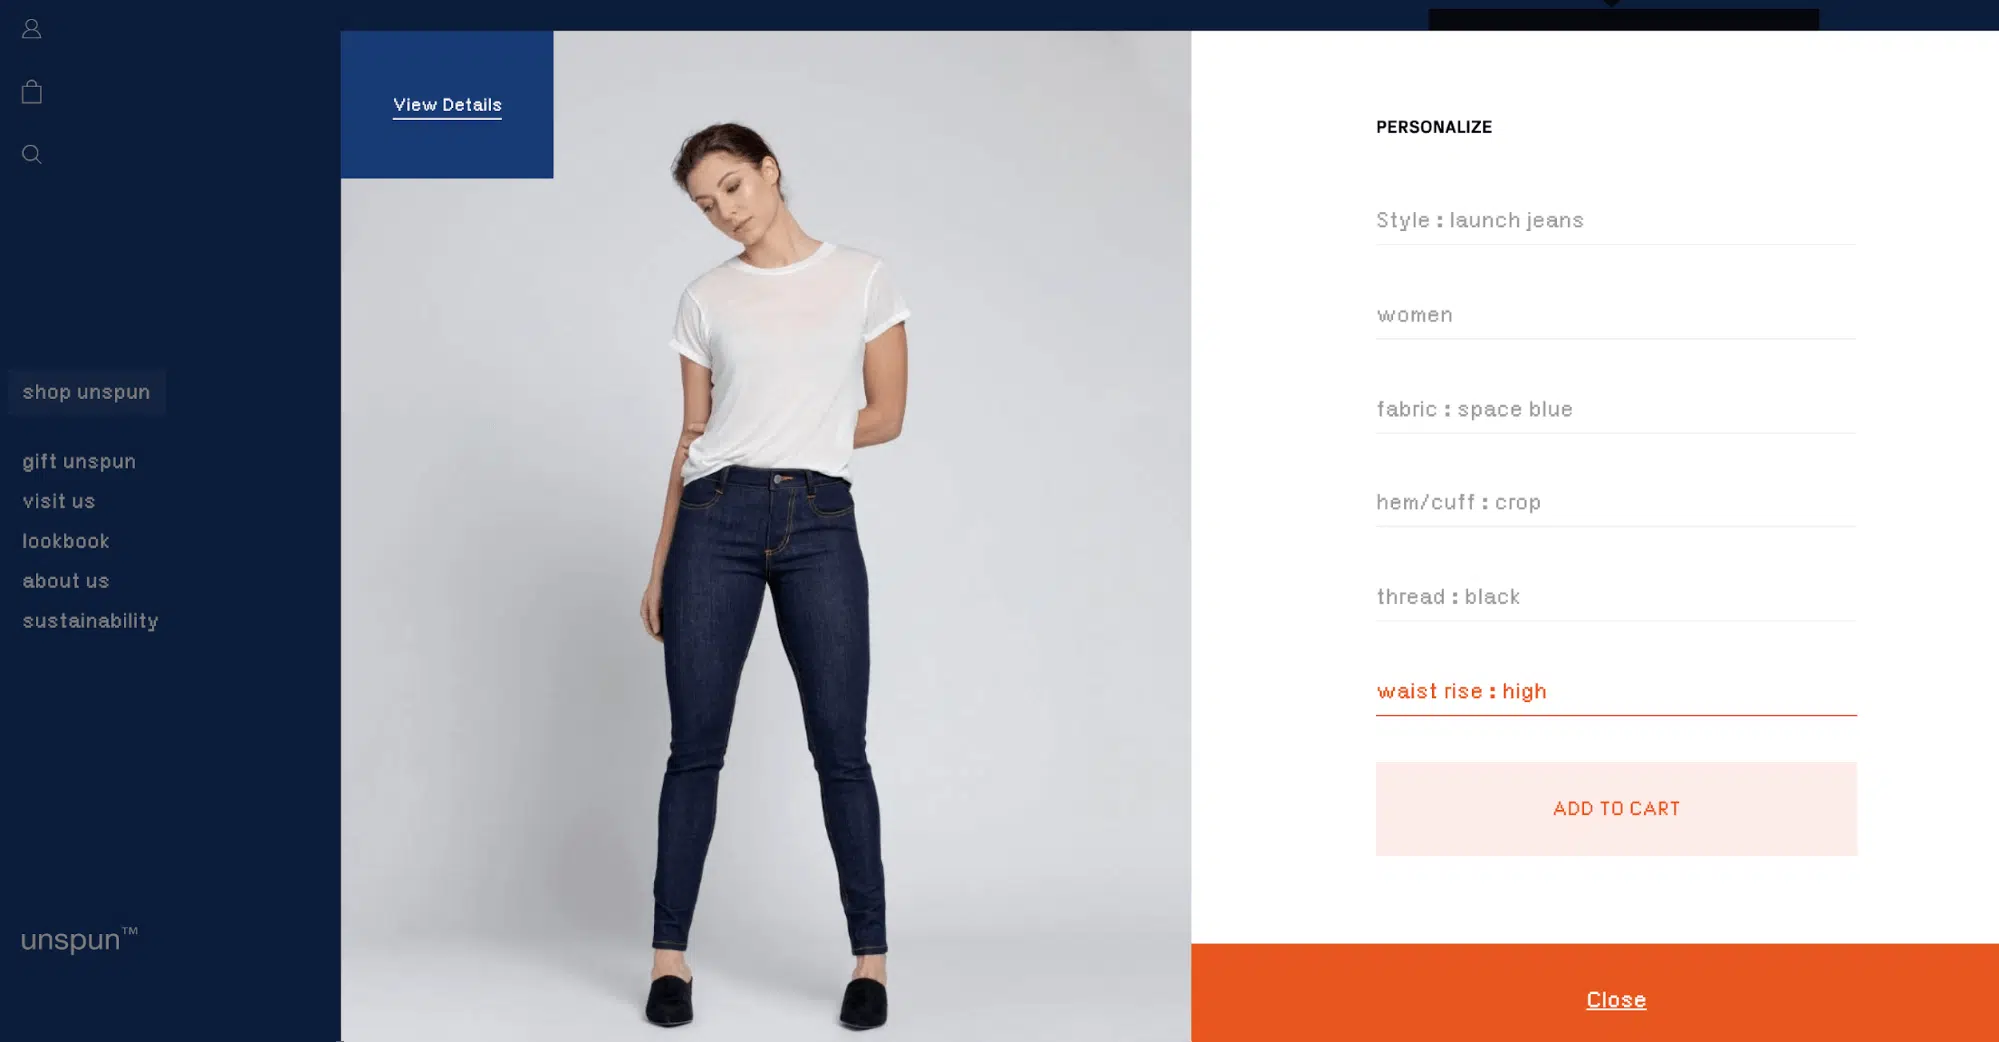 shop unspun
gift unspun
visit us
lookbook
about us
sustainability
unspun™
View Details
PERSONALIZE
Style : launch jeans
women
fabric : space blue
hem/cuff : crop
thread : black
waist rise : high
ADD TO CART
Close